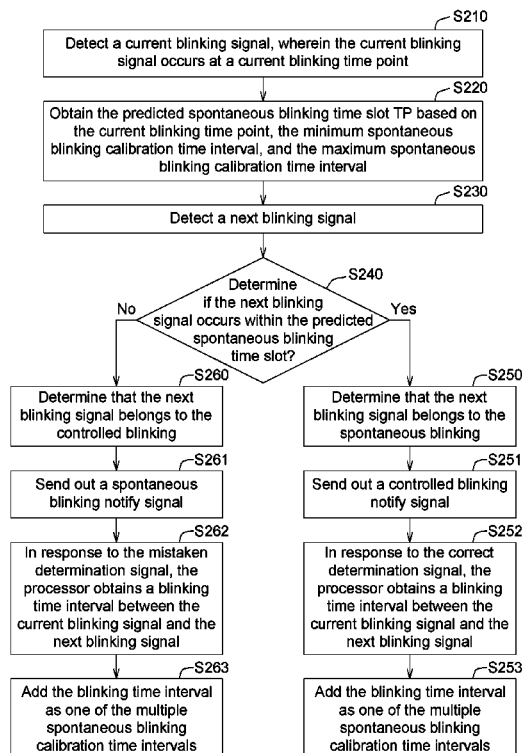 S210
Detect a current blinking signal, wherein the current blinking
signal occurs at a current blinking time point
S220
Obtain the predicted spontaneous blinking time slot TP based on
the current blinking time point, the minimum spontaneous
blinking calibration time interval, and the maximum spontaneous
blinking calibration time interval
S230
Detect a next blinking signal
S240
Determine
if the next blinking
signal occurs within the predicted
spontaneous blinking
time slot?
No
Yes
S260
Determine that the next
blinking signal belongs to the
controlled blinking
S261
Send out a spontaneous
blinking notify signal
S262
In response to the mistaken
determination signal, the
processor obtains a blinking
time interval between the
current blinking signal and the
next blinking signal
S263
Add the blinking time interval
as one of the multiple
spontaneous blinking
calibration time intervals
S250
Determine that the next
blinking signal belongs to the
spontaneous blinking
S251
Send out a controlled blinking
notify signal
S252
In response to the correct
determination signal, the
processor obtains a blinking
time interval between the
current blinking signal and the
next blinking signal
S253
Add the blinking time interval
as one of the multiple
spontaneous blinking
calibration time intervals